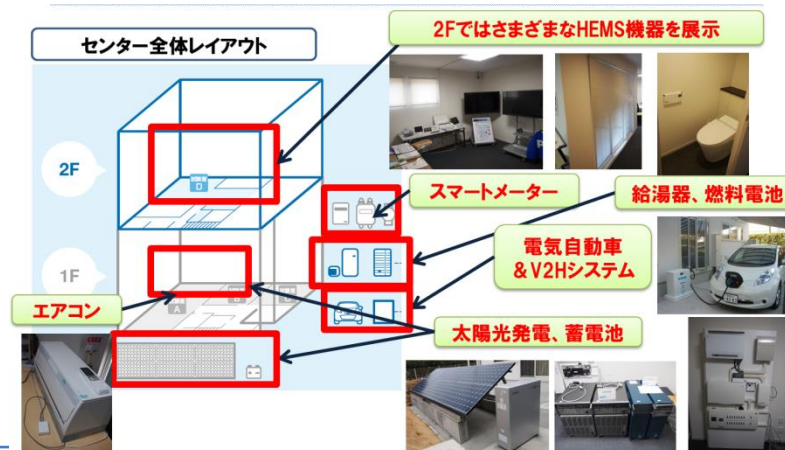 2FではさまざまなHEMS機器を展示
センター全体レイアウト
2F
D
スマートメーター
給湯器、燃料電池
電気自動車
&V2Hシステム
1F
エアコン
A
太陽光発電、蓄電池